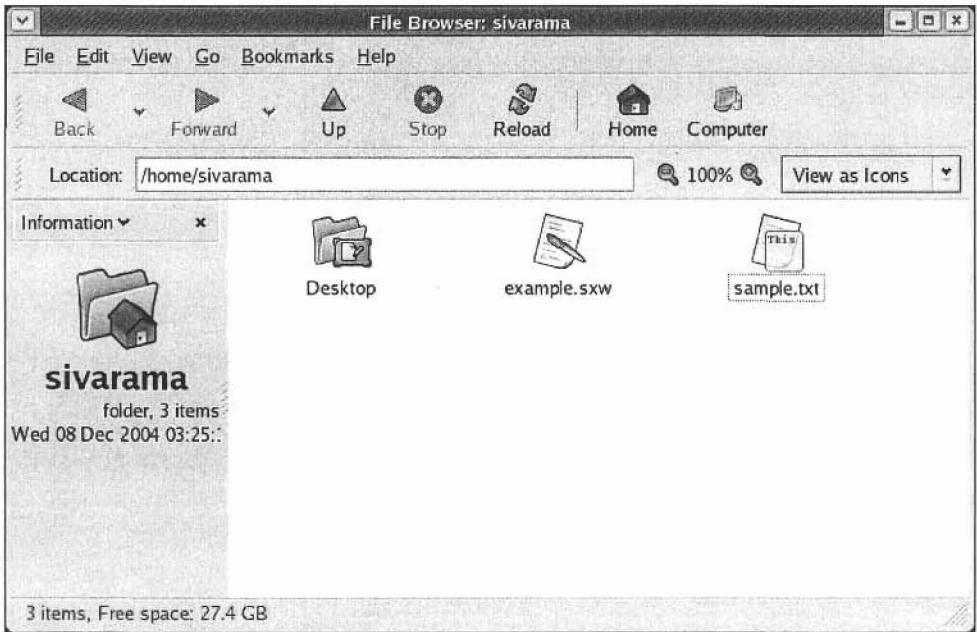 File Browser: sivarama
File Edit View Go Bookmarks Help
Back Forward Up Stop Reload Home Computer
Location: /home/sivarama 100% View as Icons
Information
Desktop example.sxw This sample.txt
sivarama
folder, 3 items
Wed 08 Dec 2004 03:25::
3 items, Free space: 27.4 GB